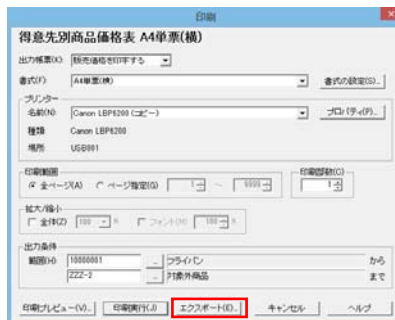 印刷
得意先別商品価格表 A4単票(横)
出力帳票(X) 販売価格を印字する
書式(F) A4単票(横) 書式の設定(S)...
プリンター
名前(N) Canon LBP6200 (コピー) プロパティ(P)...
種類 Canon LBP6200
場所 USB001
印刷範囲 印刷部数(C)
全ページ(A) ページ指定(G) 1 ～ 9999 1
拡大/縮小
全体(Z) 100 % フォント(M) 100 %
出力条件
範囲(H) 10000001 ... フライパン から
ZZZ-2 ... 対象外商品 まで
印刷プレビュー(V)... 印刷実行(J) エクスポート(E)... キャンセル ヘルプ